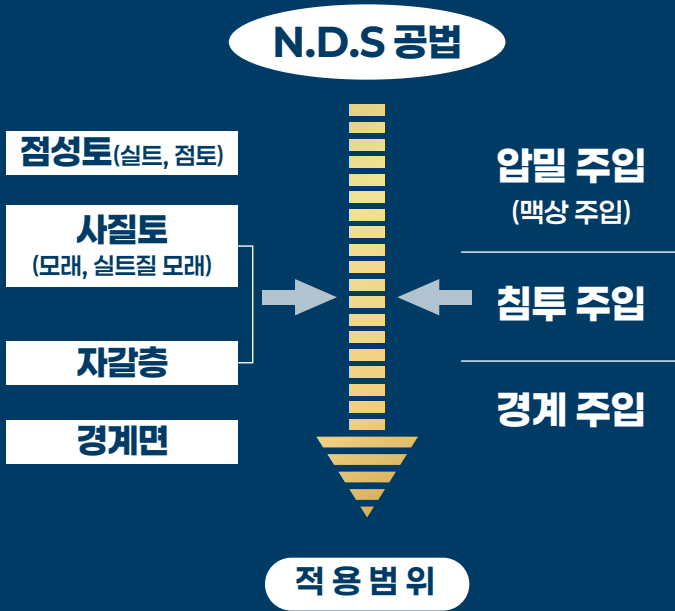 N.D.S 공법
점성토(실트, 점토)
사질토
(모래, 실트질 모래)
자갈층
경계면
압밀 주입
(맥상 주입)
침투 주입
경계 주입
적용범위